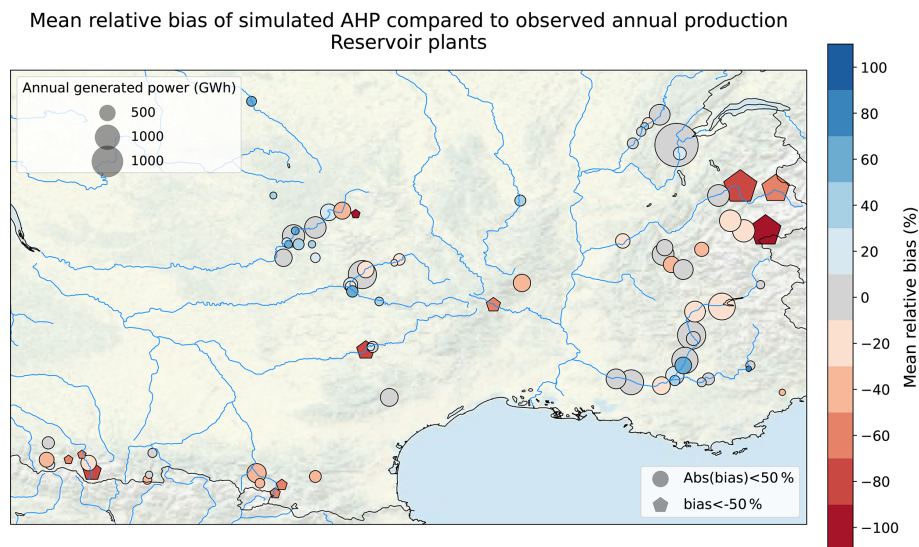 Mean relative bias of simulated AHP compared to observed annual production
Reservoir plants
Annual generated power (GWh)
500
1000
1000
Abs(bias)<50 %
bias<-50 %
100
80
60
40
20
0
−20
−40
−60
−80
−100
Mean relative bias (%)